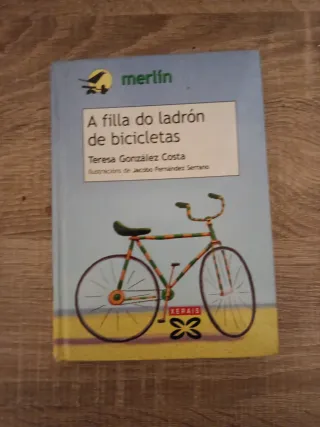 merlín
A filla do ladrón
de bicicletas
Teresa González Costa
Ilustracións de Jacobo Fernández Serrano
XERAIS